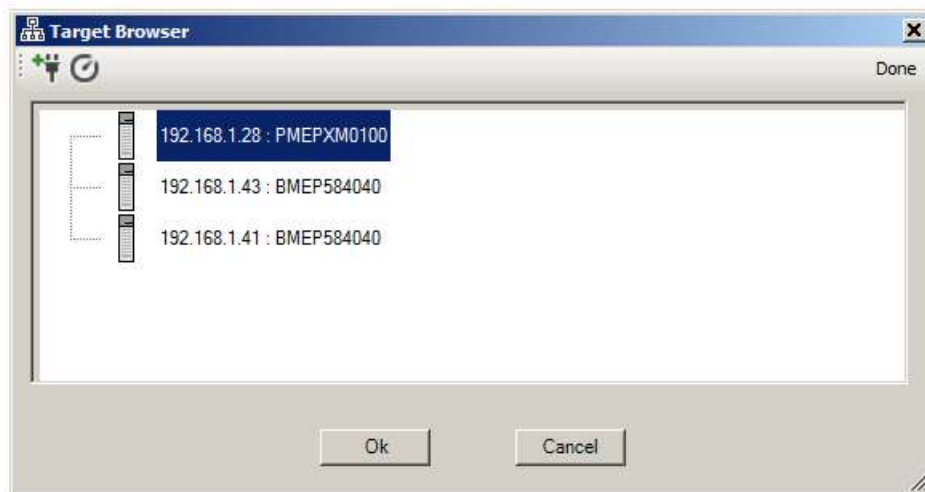 Target Browser
Done
192.168.1.28 : PMEPXM0100
192.168.1.43 : BMEP584040
192.168.1.41 : BMEP584040
Ok
Cancel